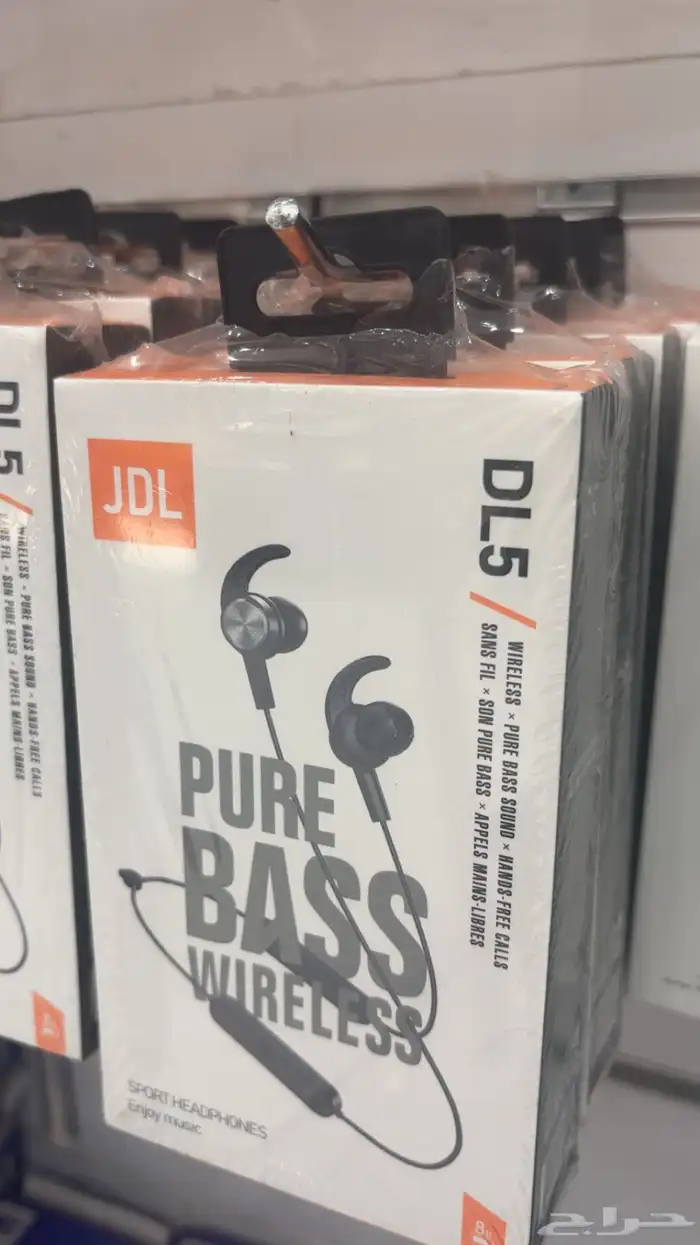 JDL
DL5
WIRELESS × PURE BASS SOUND × HANDS-FREE CALLS
SANS FIL × SON PURE BASS × APPELS MAINS-LIBRES
PURE
BASS
WIRELESS
SPORT HEADPHONES
Enjoy music
DL5
WIRELESS × PURE BASS SOUND × HANDS-FREE CALLS
SANS FIL × SON PURE BASS × APPELS MAINS-LIBRES
حراج